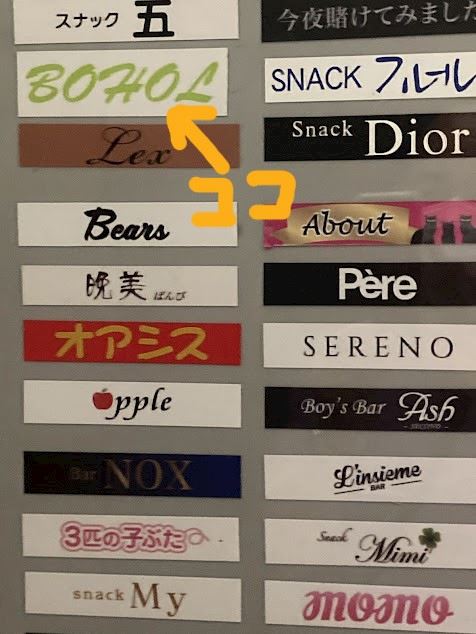 スナック 五
今夜賭けてみました
BOHOL
SNACK フルール
Lex
Snack Dior
ココ
Bears
About
晩美 ばんび
Père
オアシス
SERENO
pple
Boy's Bar Ash
SECOND
Bar NOX
L'insieme
BAR
3匹の子ぶた
Snack Mimi
snack My
momo